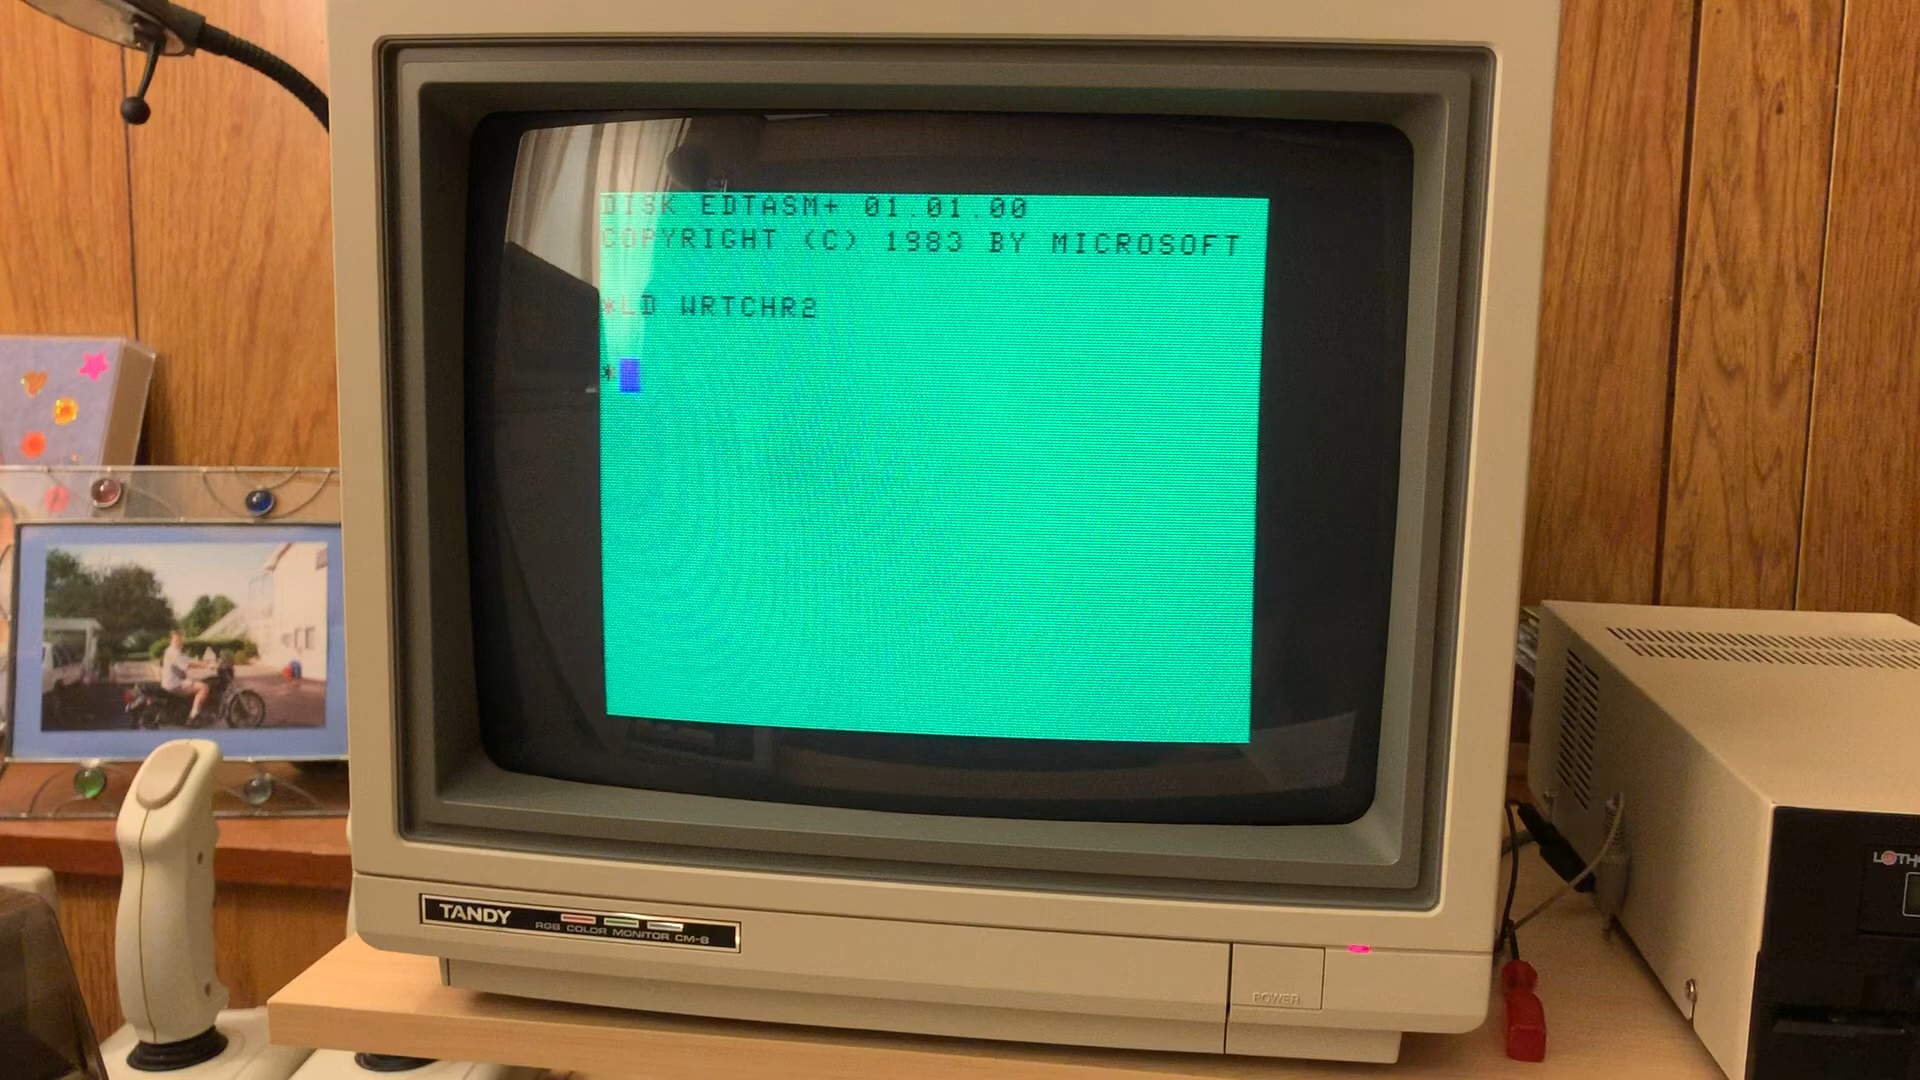 DISK EDTASM+ 01.01.00
COPYRIGHT (C) 1983 BY MICROSOFT
*LD WRTCHR2
*
TANDY
RGB COLOR MONITOR CM-8
POWER